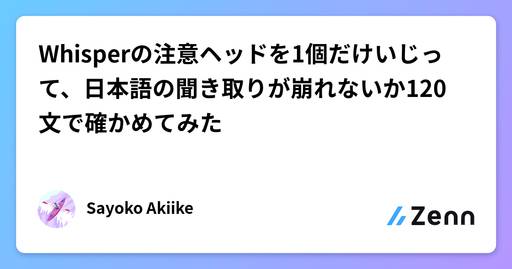 Whisperの注意ヘッドを1個だけいじっ
て、日本語の聞き取りが崩れないか120
文で確かめてみた
Sayoko Akiike
Zenn